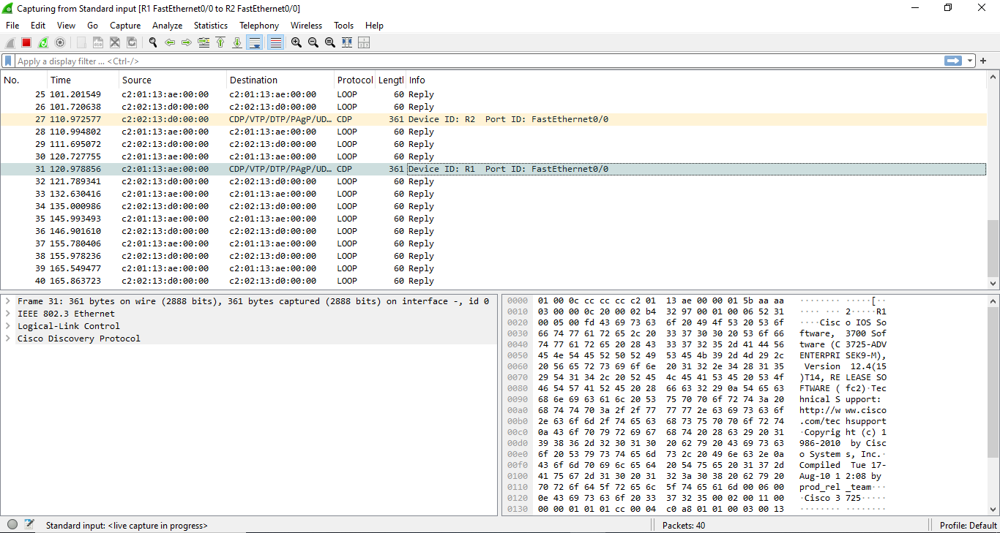 Capturing from Standard input [R1 FastEthernet0/0 to R2 FastEthernet0/0]
File Edit View Go Capture Analyze Statistics Telephony Wireless Tools Help
Apply a display filter ... <Ctrl-/>
No. Time Source Destination Protocol Lengtl Info
25 101.201549 c2:01:13:ae:00:00 c2:01:13:ae:00:00 LOOP 60 Reply
26 101.720638 c2:02:13:d0:00:00 c2:02:13:d0:00:00 LOOP 60 Reply
27 110.972577 c2:02:13:d0:00:00 CDP/VTP/DTP/PAgP/UD… CDP 361 Device ID: R2 Port ID: FastEthernet0/0
28 110.994802 c2:01:13:ae:00:00 c2:01:13:ae:00:00 LOOP 60 Reply
29 111.695072 c2:02:13:d0:00:00 c2:02:13:d0:00:00 LOOP 60 Reply
30 120.727755 c2:01:13:ae:00:00 c2:01:13:ae:00:00 LOOP 60 Reply
31 120.978856 c2:01:13:ae:00:00 CDP/VTP/DTP/PAgP/UD… CDP 361 Device ID: R1 Port ID: FastEthernet0/0
32 121.789341 c2:02:13:d0:00:00 c2:02:13:d0:00:00 LOOP 60 Reply
33 132.630416 c2:01:13:ae:00:00 c2:01:13:ae:00:00 LOOP 60 Reply
34 135.000986 c2:02:13:d0:00:00 c2:02:13:d0:00:00 LOOP 60 Reply
35 145.993493 c2:01:13:ae:00:00 c2:01:13:ae:00:00 LOOP 60 Reply
36 146.901610 c2:02:13:d0:00:00 c2:02:13:d0:00:00 LOOP 60 Reply
37 155.780406 c2:01:13:ae:00:00 c2:01:13:ae:00:00 LOOP 60 Reply
38 155.978236 c2:02:13:d0:00:00 c2:02:13:d0:00:00 LOOP 60 Reply
39 165.549477 c2:01:13:ae:00:00 c2:01:13:ae:00:00 LOOP 60 Reply
40 165.863723 c2:02:13:d0:00:00 c2:02:13:d0:00:00 LOOP 60 Reply
Frame 31: 361 bytes on wire (2888 bits), 361 bytes captured (2888 bits) on interface -, id 0
IEEE 802.3 Ethernet
Logical-Link Control
Cisco Discovery Protocol
0000 01 00 0c cc cc cc c2 01 13 ae 00 00 01 5b aa aa ········ ·····[··
0010 03 00 00 0c 20 00 02 b4 32 97 00 01 00 06 52 31 ···· ··· 2·····R1
0020 00 05 00 fd 43 69 73 63 6f 20 49 4f 53 20 53 6f ····Cisc o IOS So
0030 66 74 77 61 72 65 2c 20 33 37 30 30 20 53 6f 66 ftware, 3700 Sof
0040 74 77 61 72 65 20 28 43 33 37 32 35 2d 41 44 56 tware (C 3725-ADV
0050 45 4e 54 45 52 50 52 49 53 45 4b 39 2d 4d 29 2c ENTERPRI SEK9-M),
0060 20 56 65 72 73 69 6f 6e 20 31 32 2e 34 28 31 35 Version 12.4(15
0070 29 54 31 34 2c 20 52 45 4c 45 41 53 45 20 53 4f )T14, RE LEASE SO
0080 46 54 57 41 52 45 20 28 66 63 32 29 0a 54 65 63 FTWARE ( fc2)·Tec
0090 68 6e 69 63 61 6c 20 53 75 70 70 6f 72 74 3a 20 hnical S upport:
00a0 68 74 74 70 3a 2f 2f 77 77 77 2e 63 69 73 63 6f http://w ww.cisco
00b0 2e 63 6f 6d 2f 74 65 63 68 73 75 70 70 6f 72 74 .com/tec hsupport
00c0 0a 43 6f 70 79 72 69 67 68 74 20 28 63 29 20 31 ·Copyrig ht (c) 1
00d0 39 38 36 2d 32 30 31 30 20 62 79 20 43 69 73 63 986-2010 by Cisc
00e0 6f 20 53 79 73 74 65 6d 73 2c 20 49 6e 63 2e 0a o System s, Inc.·
00f0 43 6f 6d 70 69 6c 65 64 20 54 75 65 20 31 37 2d Compiled Tue 17-
0100 41 75 67 2d 31 30 20 31 32 3a 30 38 20 62 79 20 Aug-10 1 2:08 by
0110 70 72 6f 64 5f 72 65 6c 5f 74 65 61 6d 00 06 00 prod_rel _team···
0120 0e 43 69 73 63 6f 20 33 37 32 35 00 02 00 11 00 ·Cisco 3 725·····
0130 00 00 01 01 01 cc 00 04 c0 a8 01 01 00 03 00 13 ········ ········
Standard input: <live capture in progress> Packets: 40 Profile: Default